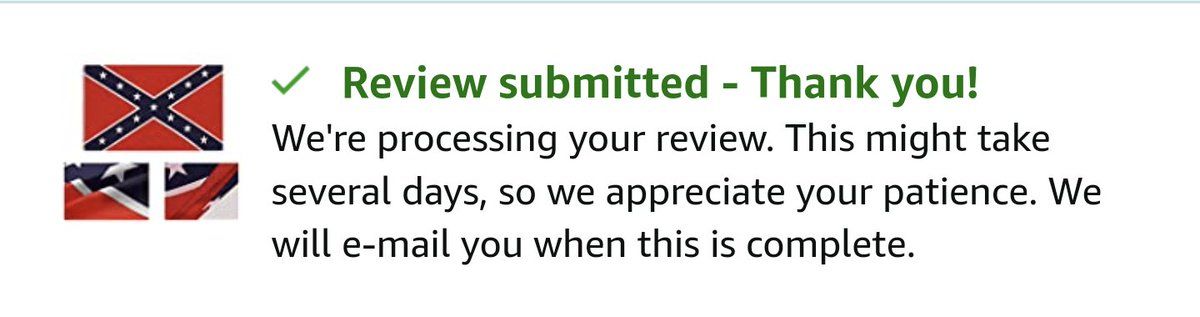 Review submitted - Thank you!
We're processing your review. This might take
several days, so we appreciate your patience. We
will e-mail you when this is complete.